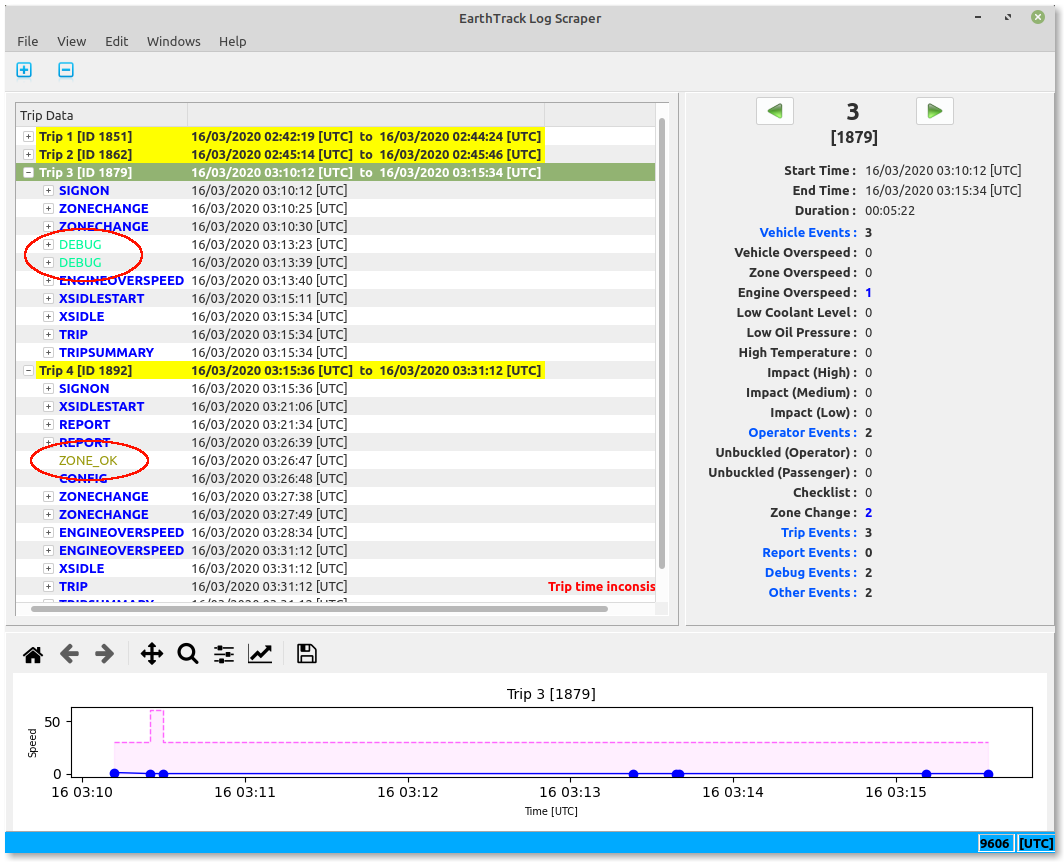 EarthTrack Log Scraper
File View Edit Windows Help
Trip Data
Trip 1 [ID 1851] 16/03/2020 02:42:19 [UTC] to 16/03/2020 02:44:24 [UTC]
Trip 2 [ID 1862] 16/03/2020 02:45:14 [UTC] to 16/03/2020 02:45:46 [UTC]
Trip 3 [ID 1879] 16/03/2020 03:10:12 [UTC] to 16/03/2020 03:15:34 [UTC]
SIGNON 16/03/2020 03:10:12 [UTC]
ZONECHANGE 16/03/2020 03:10:25 [UTC]
ZONECHANGE 16/03/2020 03:10:30 [UTC]
DEBUG 16/03/2020 03:13:23 [UTC]
DEBUG 16/03/2020 03:13:39 [UTC]
ENGINEOVERSPEED 16/03/2020 03:13:40 [UTC]
XSIDLESTART 16/03/2020 03:15:11 [UTC]
XSIDLE 16/03/2020 03:15:34 [UTC]
TRIP 16/03/2020 03:15:34 [UTC]
TRIPSUMMARY 16/03/2020 03:15:34 [UTC]
Trip 4 [ID 1892] 16/03/2020 03:15:36 [UTC] to 16/03/2020 03:31:12 [UTC]
SIGNON 16/03/2020 03:15:36 [UTC]
XSIDLESTART 16/03/2020 03:21:06 [UTC]
REPORT 16/03/2020 03:21:34 [UTC]
REPORT 16/03/2020 03:26:39 [UTC]
ZONE_OK 16/03/2020 03:26:47 [UTC]
CONFIG 16/03/2020 03:26:48 [UTC]
ZONECHANGE 16/03/2020 03:27:38 [UTC]
ZONECHANGE 16/03/2020 03:27:49 [UTC]
ENGINEOVERSPEED 16/03/2020 03:28:34 [UTC]
ENGINEOVERSPEED 16/03/2020 03:31:12 [UTC]
XSIDLE 16/03/2020 03:31:12 [UTC]
TRIP 16/03/2020 03:31:12 [UTC] Trip time inconsis
3
[1879]
Start Time : 16/03/2020 03:10:12 [UTC]
End Time : 16/03/2020 03:15:34 [UTC]
Duration : 00:05:22
Vehicle Events : 3
Vehicle Overspeed : 0
Zone Overspeed : 0
Engine Overspeed : 1
Low Coolant Level : 0
Low Oil Pressure : 0
High Temperature : 0
Impact (High) : 0
Impact (Medium) : 0
Impact (Low) : 0
Operator Events : 2
Unbuckled (Operator) : 0
Unbuckled (Passenger) : 0
Checklist : 0
Zone Change : 2
Trip Events : 3
Report Events : 0
Debug Events : 2
Other Events : 2
Trip 3 [1879]
50
Speed
0
16 03:10 16 03:11 16 03:12 16 03:13 16 03:14 16 03:15
Time [UTC]
9606 [UTC]